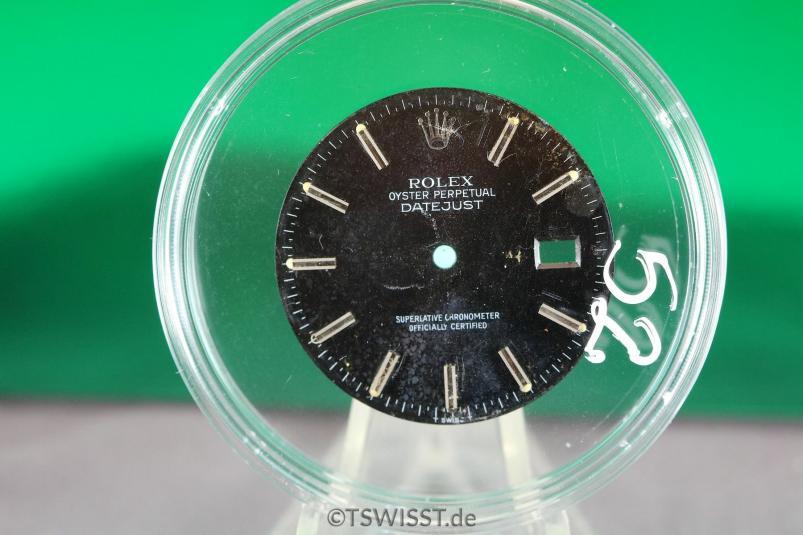 ROLEX
OYSTER PERPETUAL
DATEJUST
SUPERLATIVE CHRONOMETER
OFFICIALLY CERTIFIED
T SWISS
52
©TSWISST.de